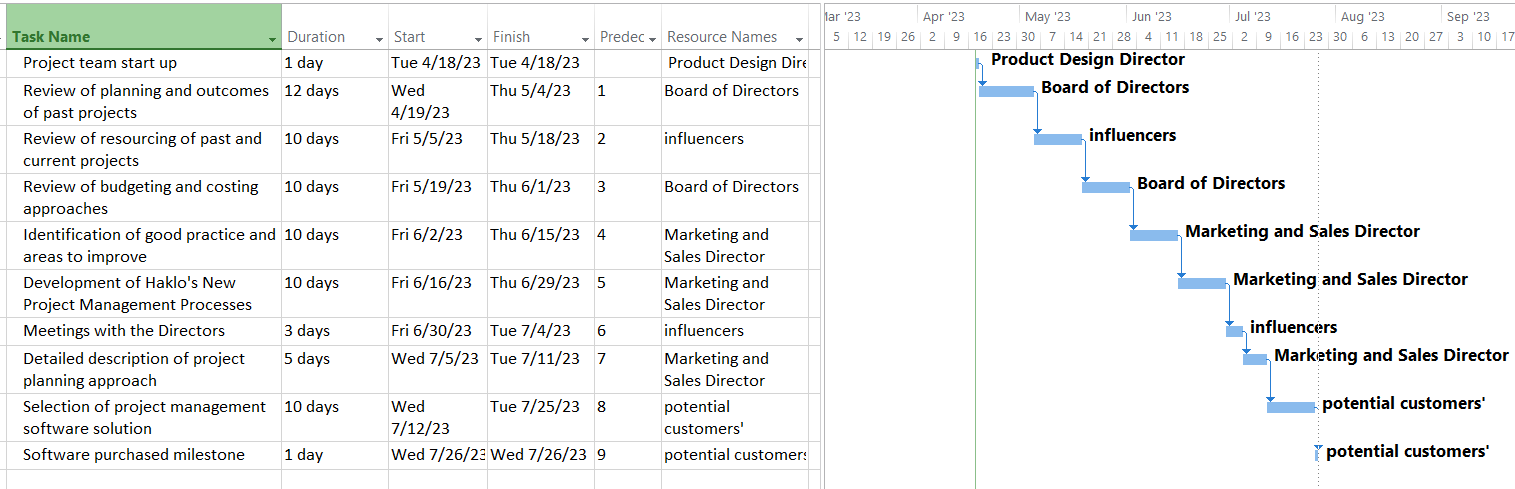 Task Name Duration Start Finish Predec Resource Names
Project team start up 1 day Tue 4/18/23 Tue 4/18/23 Product Design Dire
Review of planning and outcomes 12 days Wed Thu 5/4/23 1 Board of Directors
of past projects 4/19/23
Review of resourcing of past and 10 days Fri 5/5/23 Thu 5/18/23 2 influencers
current projects
Review of budgeting and costing 10 days Fri 5/19/23 Thu 6/1/23 3 Board of Directors
approaches
Identification of good practice and 10 days Fri 6/2/23 Thu 6/15/23 4 Marketing and
areas to improve Sales Director
Development of Haklo's New 10 days Fri 6/16/23 Thu 6/29/23 5 Marketing and
Project Management Processes Sales Director
Meetings with the Directors 3 days Fri 6/30/23 Tue 7/4/23 6 influencers
Detailed description of project 5 days Wed 7/5/23 Tue 7/11/23 7 Marketing and
planning approach Sales Director
Selection of project management 10 days Wed Tue 7/25/23 8 potential
software solution 7/12/23 customers'
Software purchased milestone 1 day Wed 7/26/23 Wed 7/26/23 9 potential customers
Mar '23 Apr '23 May '23 Jun '23 Jul '23 Aug '23 Sep '23
5 12 19 26 2 9 16 23 30 7 14 21 28 4 11 18 25 2 9 16 23 30 6 13 20 27 3 10 17
Product Design Director
Board of Directors
influencers
Board of Directors
Marketing and Sales Director
Marketing and Sales Director
influencers
Marketing and Sales Director
potential customers'
potential customers'